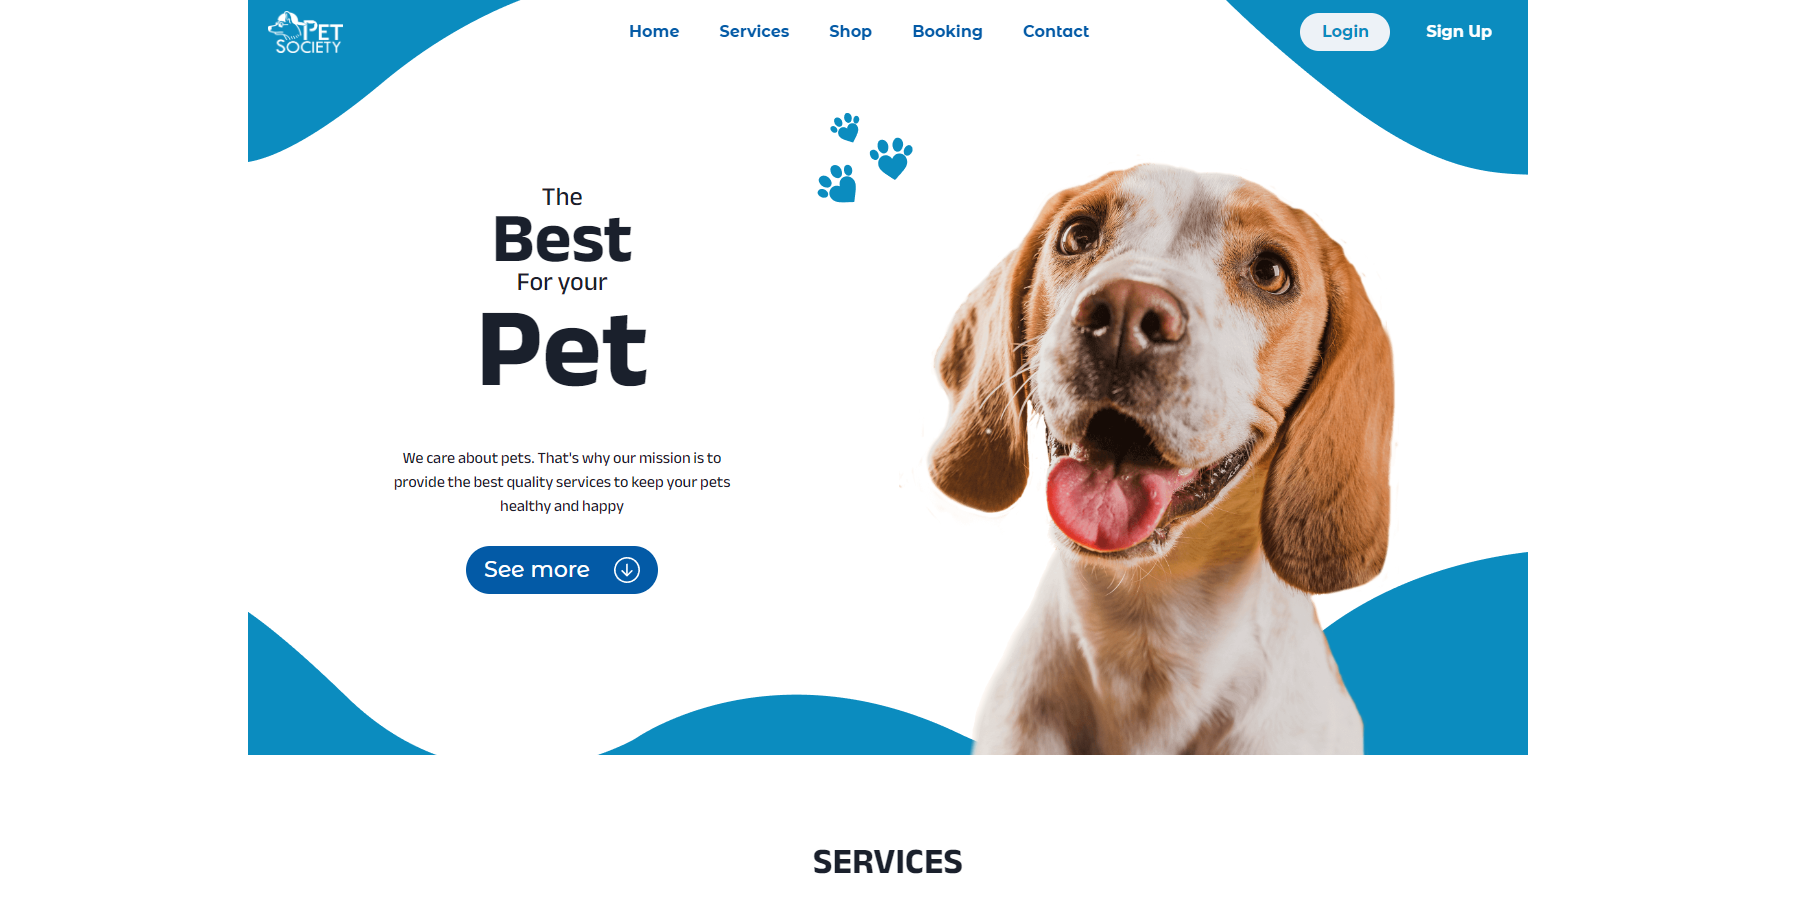 PET
SOCIETY
Home
Services
Shop
Booking
Contact
Login
Sign Up
The
Best
For your
Pet
We care about pets. That's why our mission is to
provide the best quality services to keep your pets
healthy and happy
See more
SERVICES